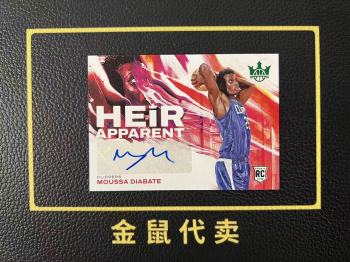 HEiR
APPARENT
CLIPPERS
MOUSSA DIABATE
RC
金鼠代卖